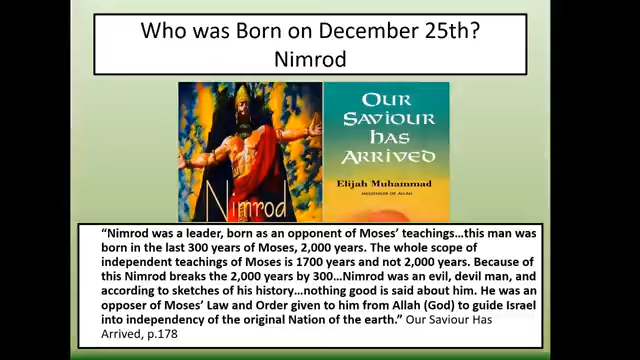 Who was Born on December 25th?
Nimrod
Nimrod
OUR
SAVIOUR
HAS
ARRIVED
Elijah Muhammad
MESSENGER OF ALLAH
“Nimrod was a leader, born as an opponent of Moses’ teachings…this man was
born in the last 300 years of Moses, 2,000 years. The whole scope of
independent teachings of Moses is 1700 years and not 2,000 years. Because of
this Nimrod breaks the 2,000 years by 300…Nimrod was an evil, devil man, and
according to sketches of his history…nothing good is said about him. He was an
opposer of Moses’ Law and Order given to him from Allah (God) to guide Israel
into independency of the original Nation of the earth.” Our Saviour Has
Arrived, p.178